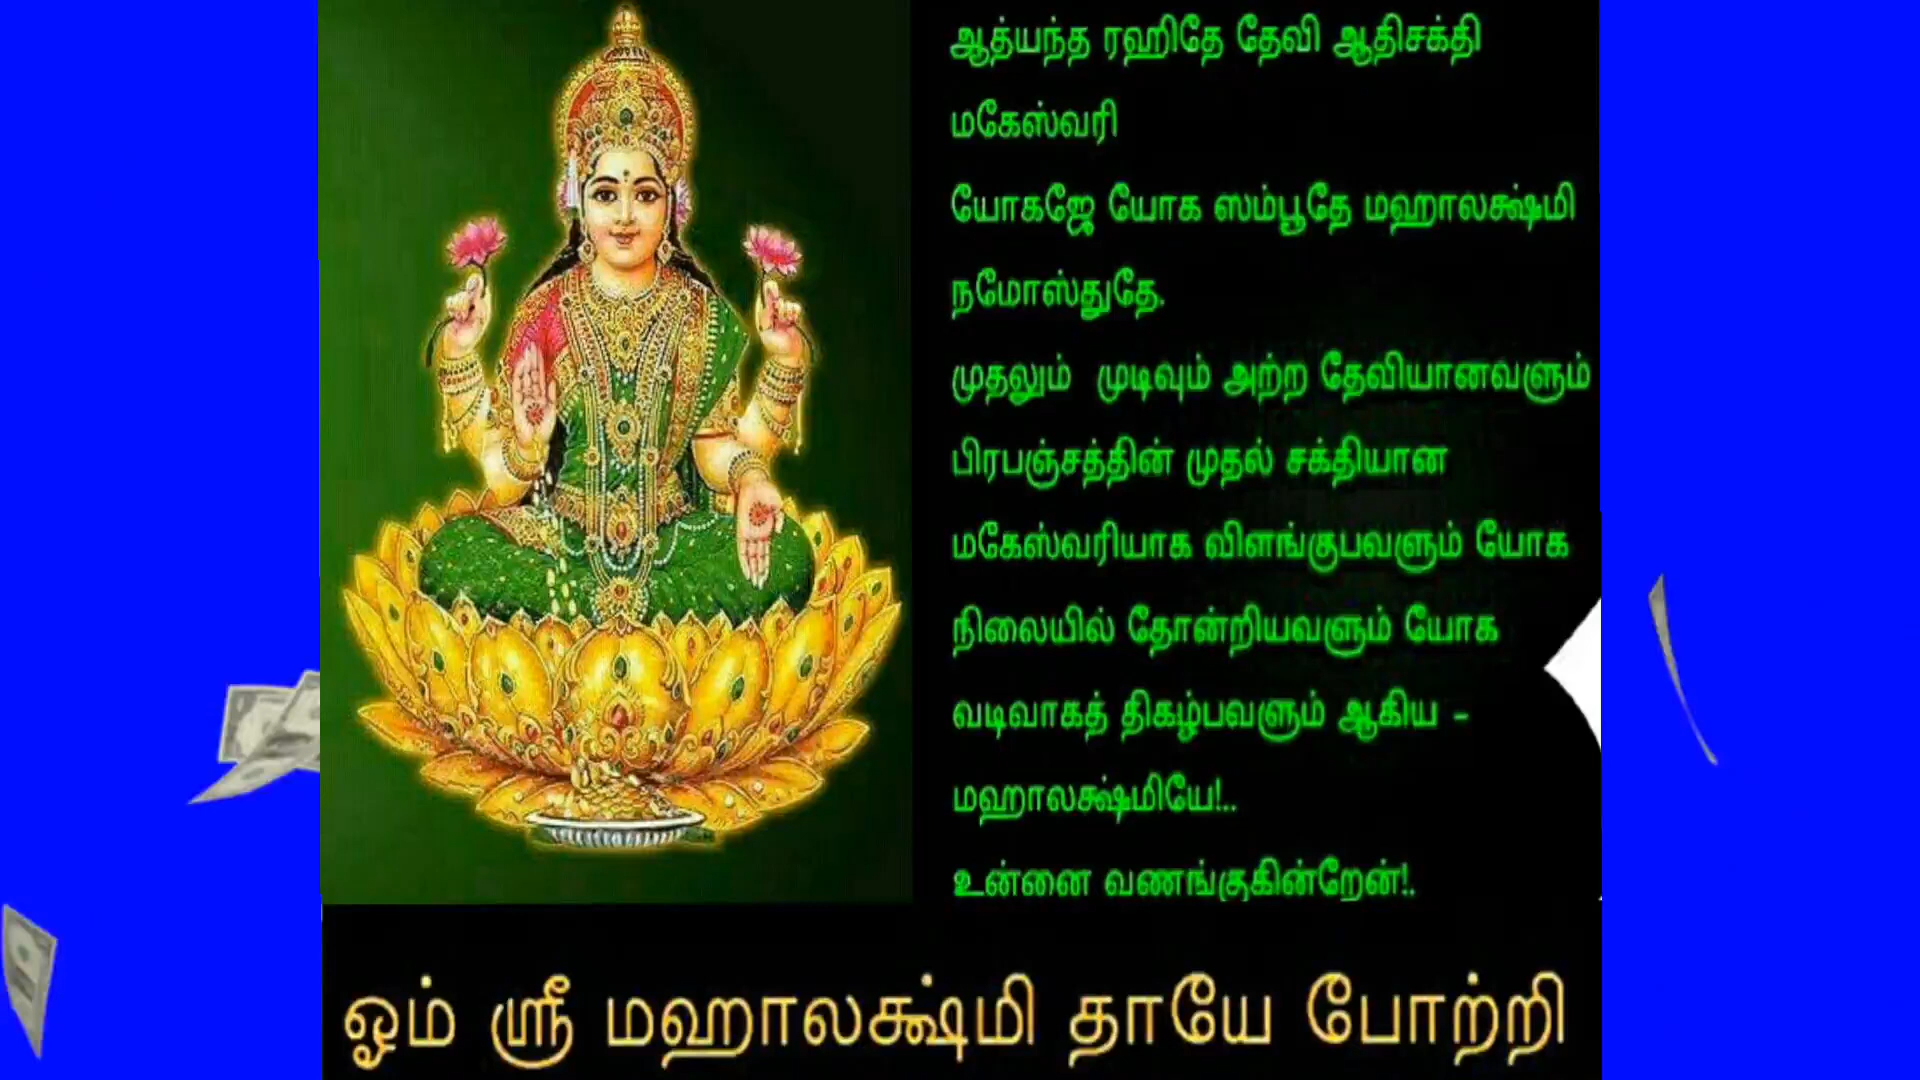 ஆத்யந்த ரஹிதே தேவி ஆதிசக்தி
மகேஸ்வரி
யோகஜே யோக ஸம்பூதே மஹாலக்ஷ்மி
நமோஸ்துதே.
முதலும் முடிவும் அற்ற தேவியானவளும்
பிரபஞ்சத்தின் முதல் சக்தியான
மகேஸ்வரியாக விளங்குபவளும் யோக
நிலையில் தோன்றியவளும் யோக
வடிவாகத் திகழ்பவளும் ஆகிய –
மஹாலக்ஷ்மியே!..
உன்னை வணங்குகின்றேன்!.
ஓம் ஸ்ரீ மஹாலக்ஷ்மி தாயே போற்றி